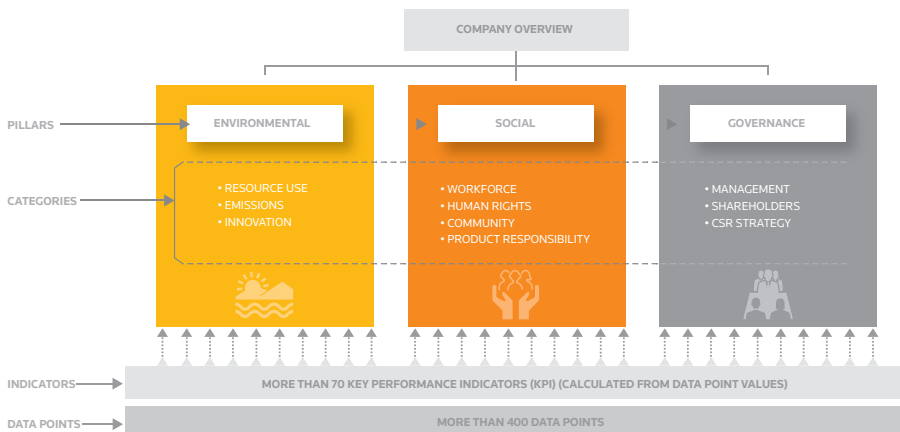 COMPANY OVERVIEW
PILLARS
ENVIRONMENTAL
SOCIAL
GOVERNANCE
CATEGORIES
• RESOURCE USE
• EMISSIONS
• INNOVATION
• WORKFORCE
• HUMAN RIGHTS
• COMMUNITY
• PRODUCT RESPONSIBILITY
• MANAGEMENT
• SHAREHOLDERS
• CSR STRATEGY
INDICATORS
MORE THAN 70 KEY PERFORMANCE INDICATORS (KPI) (CALCULATED FROM DATA POINT VALUES)
DATA POINTS
MORE THAN 400 DATA POINTS